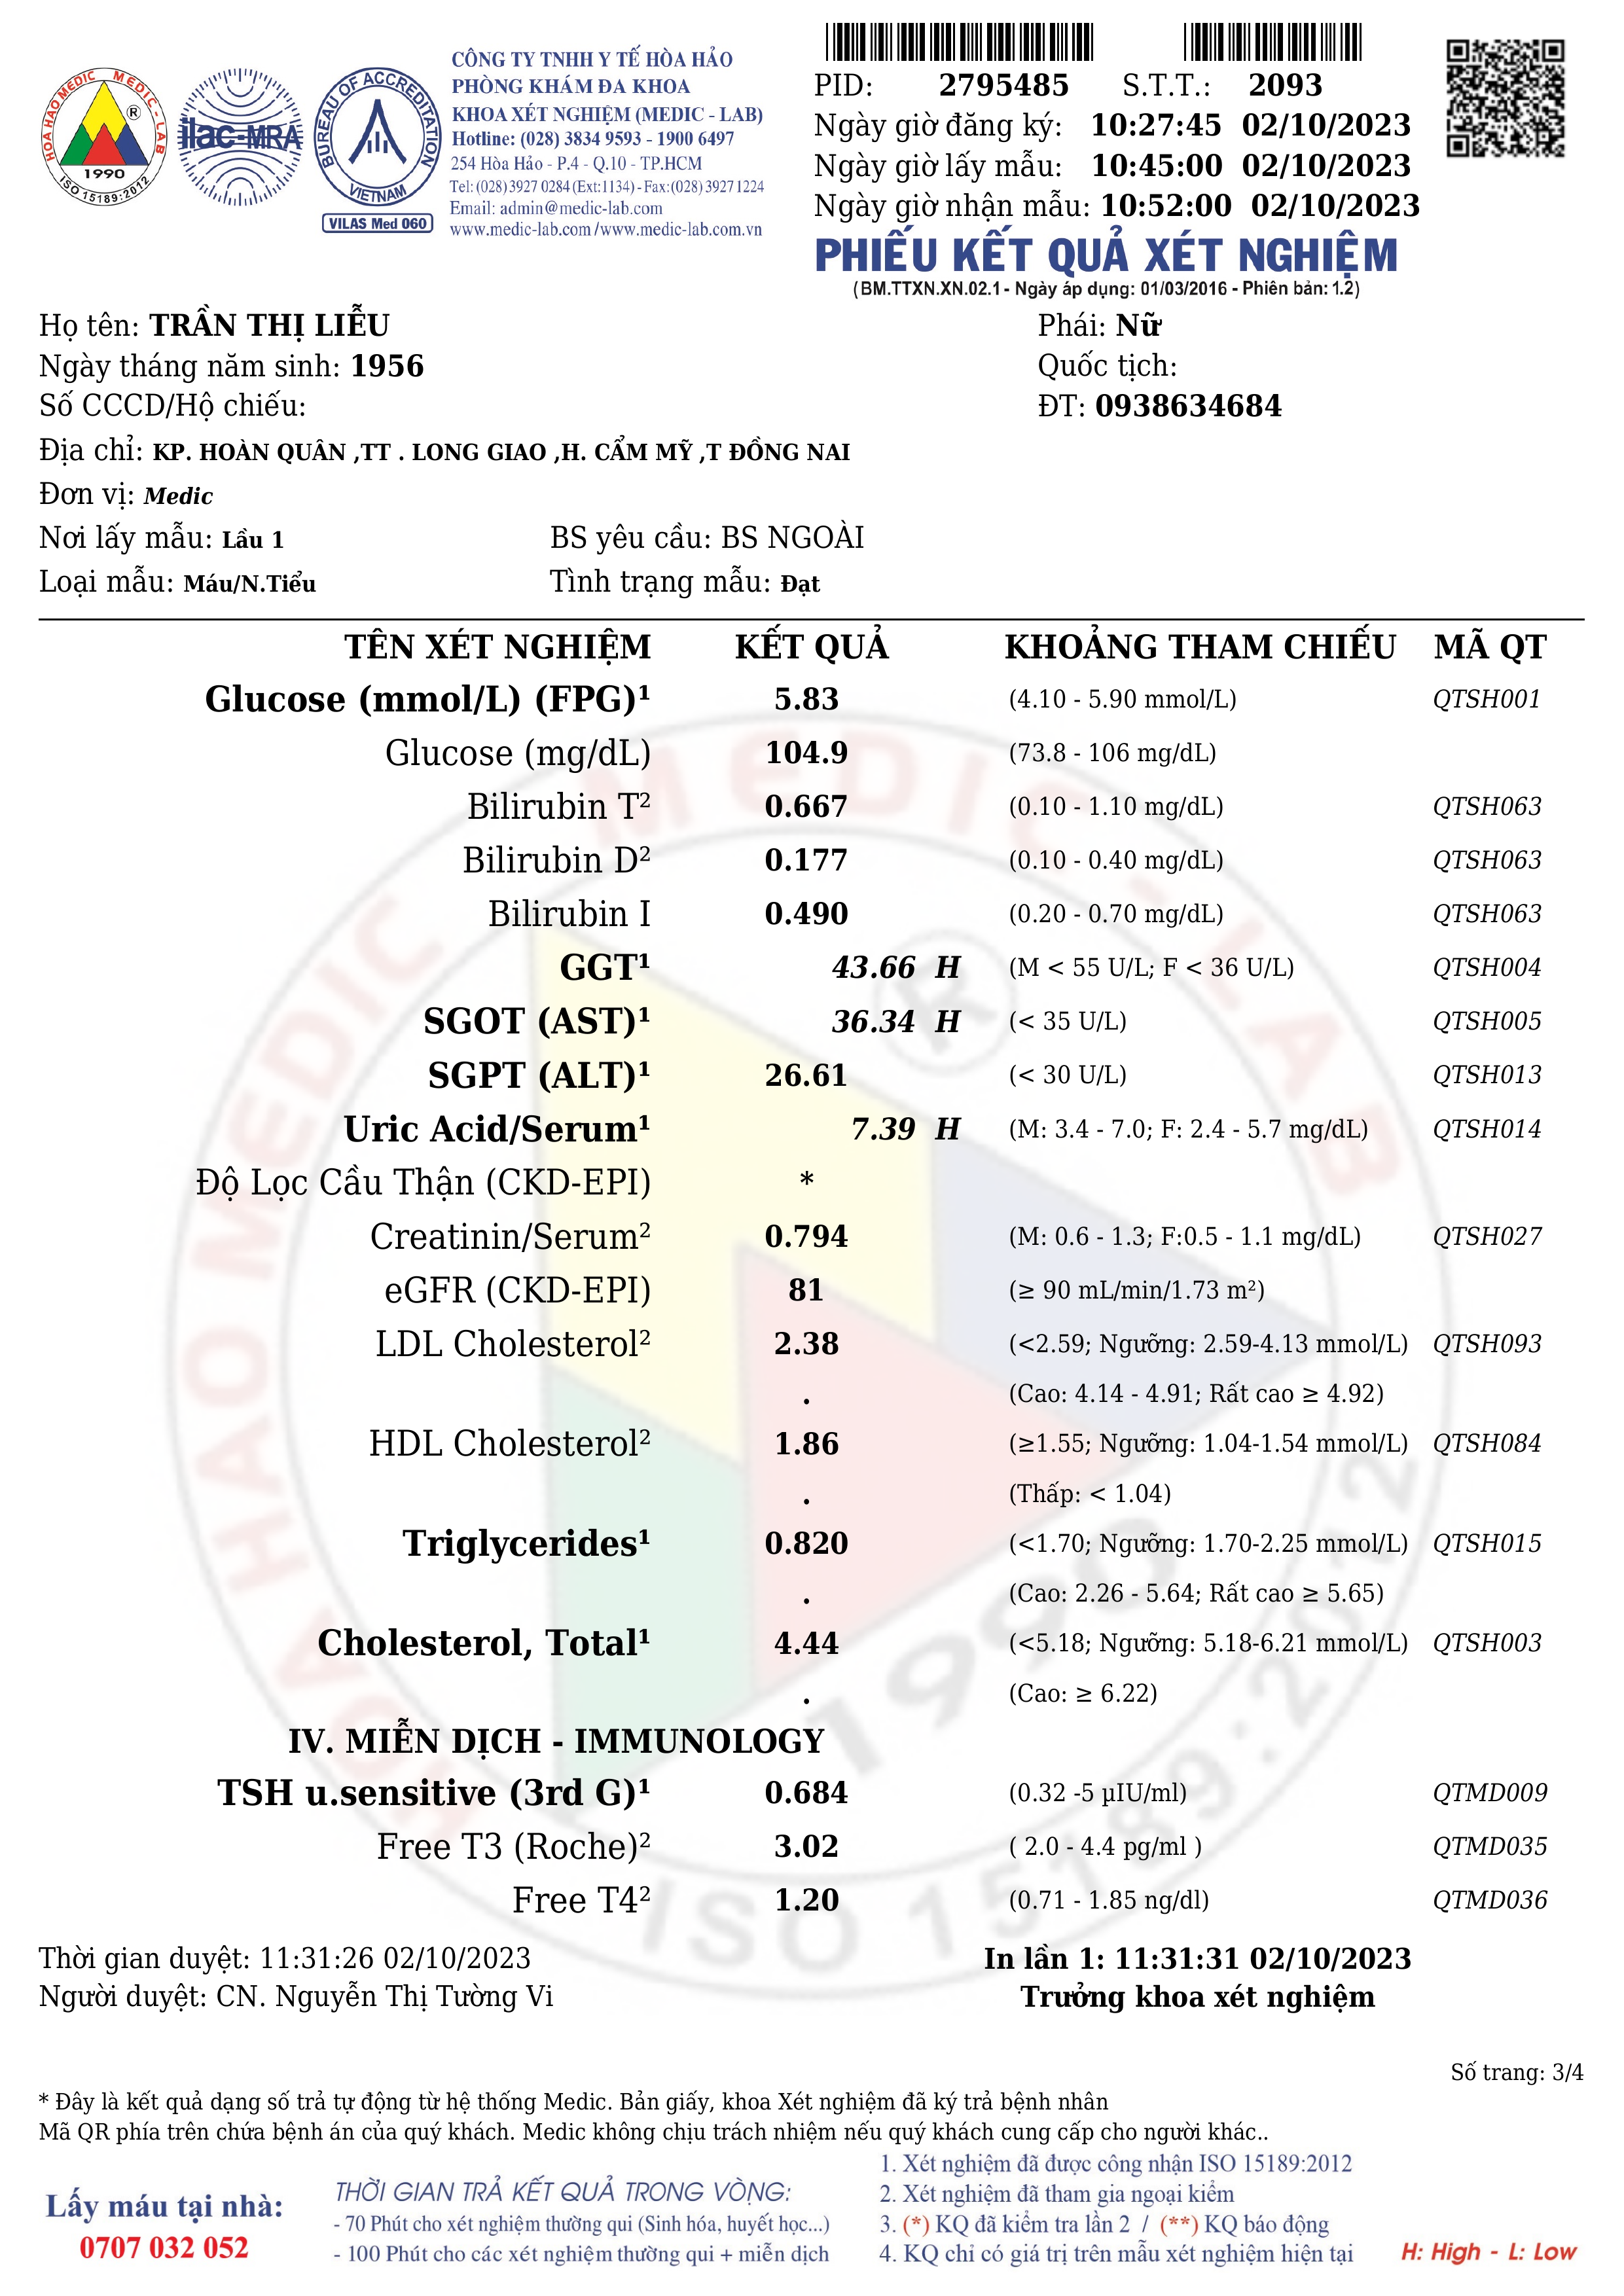 HOA HAO MEDIC MEDIC - LAB
®
1990
ISO 15189:2012
ilac-MRA
BUREAU OF ACCREDITATION
VIETNAM
VILAS Med 060
CÔNG TY TNHH Y TẾ HÒA HẢO
PHÒNG KHÁM ĐA KHOA
KHOA XÉT NGHIỆM (MEDIC - LAB)
Hotline: (028) 3834 9593 - 1900 6497
254 Hòa Hảo - P.4 - Q.10 - TP.HCM
Tel: (028) 3927 0284 (Ext:1134) - Fax: (028) 3927 1224
Email: admin@medic-lab.com
www.medic-lab.com /www.medic-lab.com.vn
PID: 2795485 S.T.T.: 2093
Ngày giờ đăng ký: 10:27:45 02/10/2023
Ngày giờ lấy mẫu: 10:45:00 02/10/2023
Ngày giờ nhận mẫu: 10:52:00 02/10/2023
PHIẾU KẾT QUẢ XÉT NGHIỆM
(BM.TTXN.XN.02.1 - Ngày áp dụng: 01/03/2016 - Phiên bản: 1.2)
Họ tên: TRẦN THỊ LIỄU Phái: Nữ
Ngày tháng năm sinh: 1956 Quốc tịch:
Số CCCD/Hộ chiếu: ĐT: 0938634684
Địa chỉ: KP. HOÀN QUÂN ,TT . LONG GIAO ,H. CẨM MỸ ,T ĐỒNG NAI
Đơn vị: Medic
Nơi lấy mẫu: Lầu 1 BS yêu cầu: BS NGOÀI
Loại mẫu: Máu/N.Tiểu Tình trạng mẫu: Đạt
TÊN XÉT NGHIỆM KẾT QUẢ KHOẢNG THAM CHIẾU MÃ QT
Glucose (mmol/L) (FPG)¹ 5.83 (4.10 - 5.90 mmol/L) QTSH001
Glucose (mg/dL) 104.9 (73.8 - 106 mg/dL)
Bilirubin T² 0.667 (0.10 - 1.10 mg/dL) QTSH063
Bilirubin D² 0.177 (0.10 - 0.40 mg/dL) QTSH063
Bilirubin I 0.490 (0.20 - 0.70 mg/dL) QTSH063
GGT¹ 43.66 H (M < 55 U/L; F < 36 U/L) QTSH004
SGOT (AST)¹ 36.34 H (< 35 U/L) QTSH005
SGPT (ALT)¹ 26.61 (< 30 U/L) QTSH013
Uric Acid/Serum¹ 7.39 H (M: 3.4 - 7.0; F: 2.4 - 5.7 mg/dL) QTSH014
Độ Lọc Cầu Thận (CKD-EPI) *
Creatinin/Serum² 0.794 (M: 0.6 - 1.3; F:0.5 - 1.1 mg/dL) QTSH027
eGFR (CKD-EPI) 81 (≥ 90 mL/min/1.73 m²)
LDL Cholesterol² 2.38 (<2.59; Ngưỡng: 2.59-4.13 mmol/L) QTSH093
. (Cao: 4.14 - 4.91; Rất cao ≥ 4.92)
HDL Cholesterol² 1.86 (≥1.55; Ngưỡng: 1.04-1.54 mmol/L) QTSH084
. (Thấp: < 1.04)
Triglycerides¹ 0.820 (<1.70; Ngưỡng: 1.70-2.25 mmol/L) QTSH015
. (Cao: 2.26 - 5.64; Rất cao ≥ 5.65)
Cholesterol, Total¹ 4.44 (<5.18; Ngưỡng: 5.18-6.21 mmol/L) QTSH003
. (Cao: ≥ 6.22)
IV. MIỄN DỊCH - IMMUNOLOGY
TSH u.sensitive (3rd G)¹ 0.684 (0.32 -5 µIU/ml) QTMD009
Free T3 (Roche)² 3.02 ( 2.0 - 4.4 pg/ml ) QTMD035
Free T4² 1.20 (0.71 - 1.85 ng/dl) QTMD036
HOA HAO MEDIC MEDIC - LAB
®
1990
ISO 15189:2012
Thời gian duyệt: 11:31:26 02/10/2023 In lần 1: 11:31:31 02/10/2023
Người duyệt: CN. Nguyễn Thị Tường Vi Trưởng khoa xét nghiệm
Số trang: 3/4
* Đây là kết quả dạng số trả tự động từ hệ thống Medic. Bản giấy, khoa Xét nghiệm đã ký trả bệnh nhân
Mã QR phía trên chứa bệnh án của quý khách. Medic không chịu trách nhiệm nếu quý khách cung cấp cho người khác..
Lấy máu tại nhà:
0707 032 052
THỜI GIAN TRẢ KẾT QUẢ TRONG VÒNG:
- 70 Phút cho xét nghiệm thường qui (Sinh hóa, huyết học...)
- 100 Phút cho các xét nghiệm thường qui + miễn dịch
1. Xét nghiệm đã được công nhận ISO 15189:2012
2. Xét nghiệm đã tham gia ngoại kiểm
3. (*) KQ đã kiểm tra lần 2 / (**) KQ báo động
4. KQ chỉ có giá trị trên mẫu xét nghiệm hiện tại
H: High - L: Low